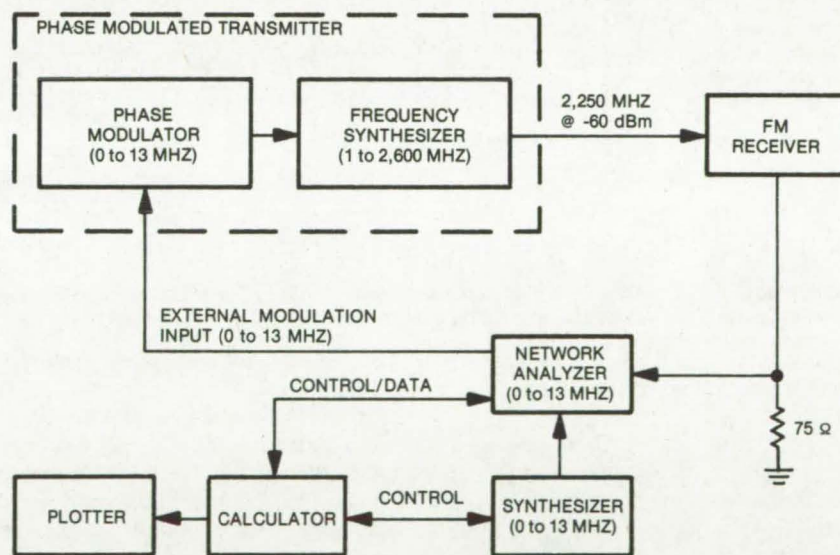 PHASE MODULATED TRANSMITTER
PHASE
MODULATOR
(0 to 13 MHZ)
FREQUENCY
SYNTHESIZER
(1 to 2,600 MHZ)
2,250 MHZ
@ -60 dBm
FM
RECEIVER
EXTERNAL MODULATION
INPUT (0 to 13 MHZ)
NETWORK
ANALYZER
(0 to 13 MHZ)
CONTROL/DATA
75 Ω
PLOTTER
CALCULATOR
CONTROL
SYNTHESIZER
(0 to 13 MHZ)